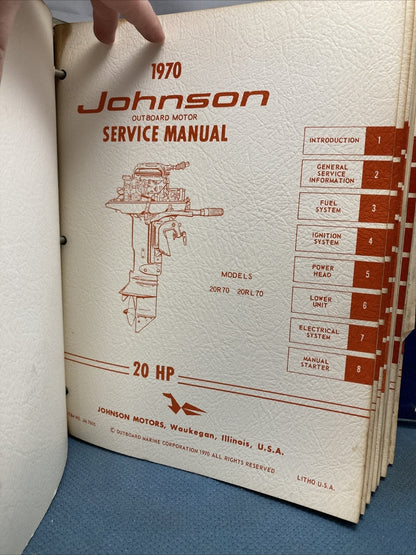 1970
Johnson
OUTBOARD MOTOR
SERVICE MANUAL
INTRODUCTION 1
GENERAL
SERVICE
INFORMATION 2
FUEL
SYSTEM 3
IGNITION
SYSTEM 4
POWER
HEAD 5
LOWER
UNIT 6
ELECTRICAL
SYSTEM 7
MANUAL
STARTER 8
MODELS
20R70 20RL70
20 HP
JOHNSON MOTORS, Waukegan, Illinois, U.S.A.
© OUTBOARD MARINE CORPORATION 1970 ALL RIGHTS RESERVED
LITHO U.S.A.